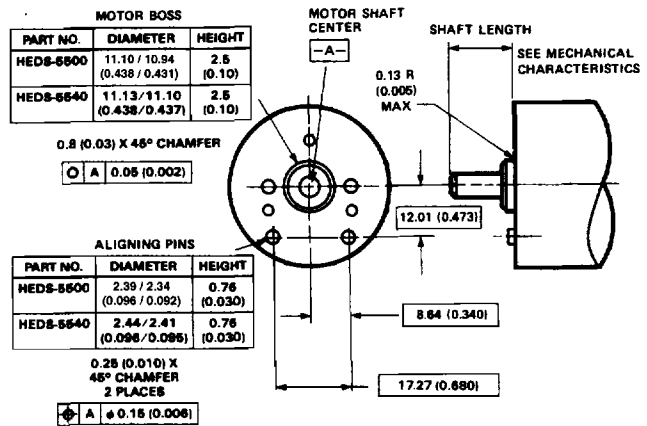 MOTOR BOSS
PART NO. DIAMETER HEIGHT
HEDS-5500 11.10 / 10.94 2.5
(0.438 / 0.431) (0.10)
HEDS-5540 11.13/11.10 2.5
(0.438/0.437) (0.10)
0.8 (0.03) X 45° CHAMFER
A 0.05 (0.002)
MOTOR SHAFT
CENTER
-A-
SHAFT LENGTH
SEE MECHANICAL
CHARACTERISTICS
0.13 R
(0.005)
MAX
12.01 (0.473)
ALIGNING PINS
PART NO. DIAMETER HEIGHT
HEDS-5500 2.39 / 2.34 0.76
(0.096 / 0.092) (0.030)
HEDS-5540 2.44/2.41 0.76
(0.096/0.095) (0.030)
0.25 (0.010) X
45° CHAMFER
2 PLACES
⌖ A ø 0.15 (0.006)
8.64 (0.340)
17.27 (0.680)